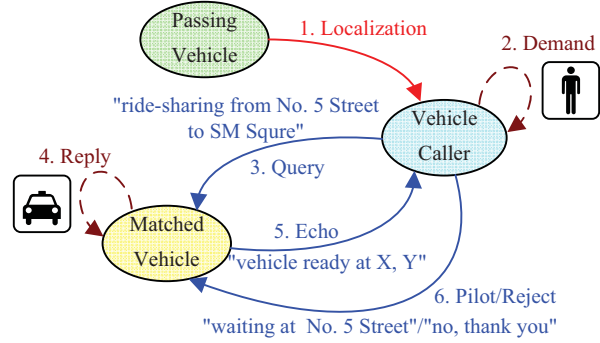 Passing
Vehicle
1. Localization
2. Demand
"ride-sharing from No. 5 Street
to SM Squre"
Vehicle
Caller
3. Query
4. Reply
Matched
Vehicle
5. Echo
"vehicle ready at X, Y"
6. Pilot/Reject
"waiting at No. 5 Street"/"no, thank you"